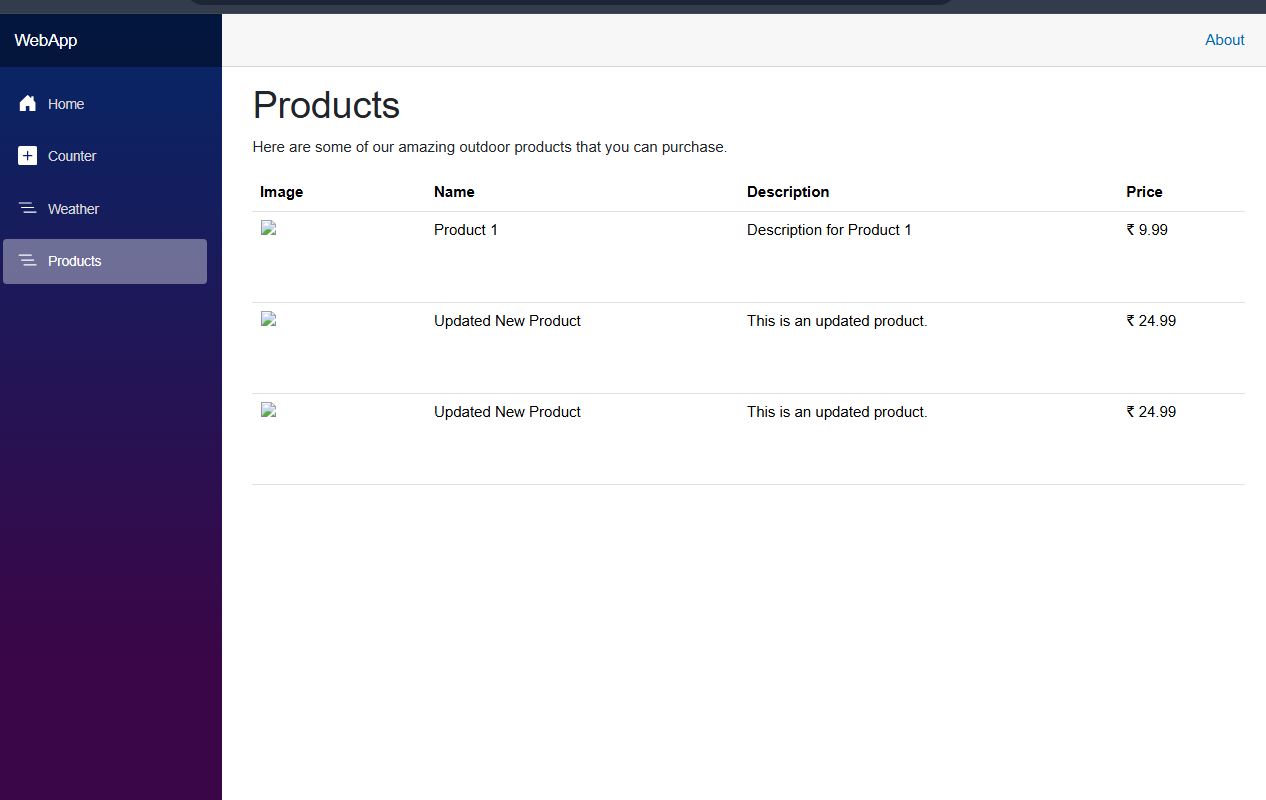 WebApp
About
Home
Counter
Weather
Products
Products
Here are some of our amazing outdoor products that you can purchase.
Image Name Description Price
Product 1 Description for Product 1 ₹ 9.99
Updated New Product This is an updated product. ₹ 24.99
Updated New Product This is an updated product. ₹ 24.99